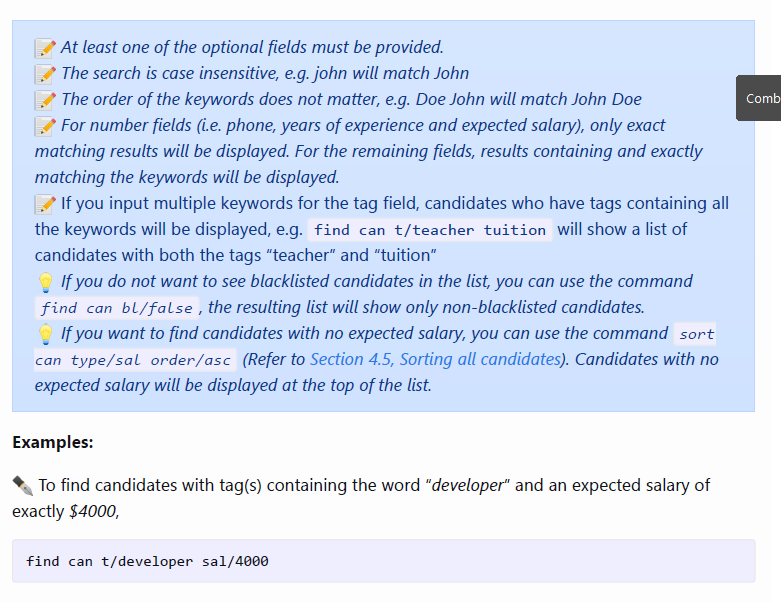 At least one of the optional fields must be provided.
The search is case insensitive, e.g. john will match John
Comb
The order of the keywords does not matter, e.g. Doe John will match John Doe
For number fields (i.e. phone, years of experience and expected salary), only exact
matching results will be displayed. For the remaining fields, results containing and exactly
matching the keywords will be displayed.
If you input multiple keywords for the tag field, candidates who have tags containing all
the keywords will be displayed, e.g. find can t/teacher tuition will show a list of
candidates with both the tags “teacher” and “tuition”
If you do not want to see blacklisted candidates in the list, you can use the command
find can bl/false , the resulting list will show only non-blacklisted candidates.
If you want to find candidates with no expected salary, you can use the command sort
can type/sal order/asc (Refer to Section 4.5, Sorting all candidates). Candidates with no
expected salary will be displayed at the top of the list.
Examples:
To find candidates with tag(s) containing the word “developer” and an expected salary of
exactly $4000,
find can t/developer sal/4000